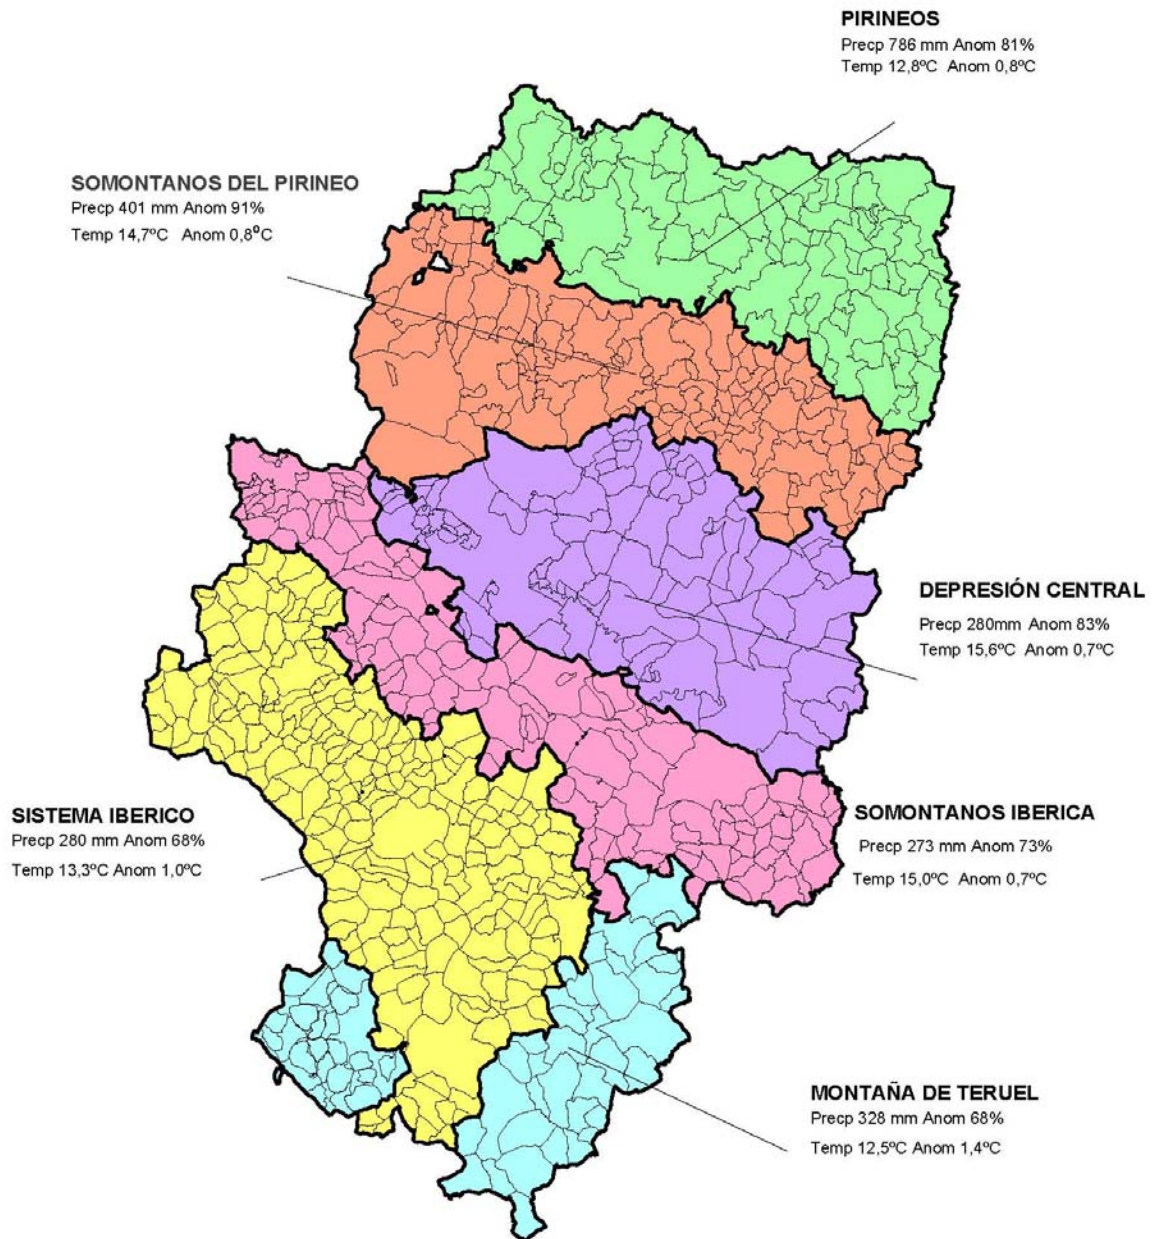 PIRINEOS
Precp 786 mm Anom 81%
Temp 12,8ºC Anom 0,8ºC
SOMONTANOS DEL PIRINEO
Precp 401 mm Anom 91%
Temp 14,7ºC Anom 0,8ºC
DEPRESIÓN CENTRAL
Precp 280mm Anom 83%
Temp 15,6ºC Anom 0,7ºC
SISTEMA IBERICO
Precp 280 mm Anom 68%
Temp 13,3ºC Anom 1,0ºC
SOMONTANOS IBERICA
Precp 273 mm Anom 73%
Temp 15,0ºC Anom 0,7ºC
MONTAÑA DE TERUEL
Precp 328 mm Anom 68%
Temp 12,5ºC Anom 1,4ºC